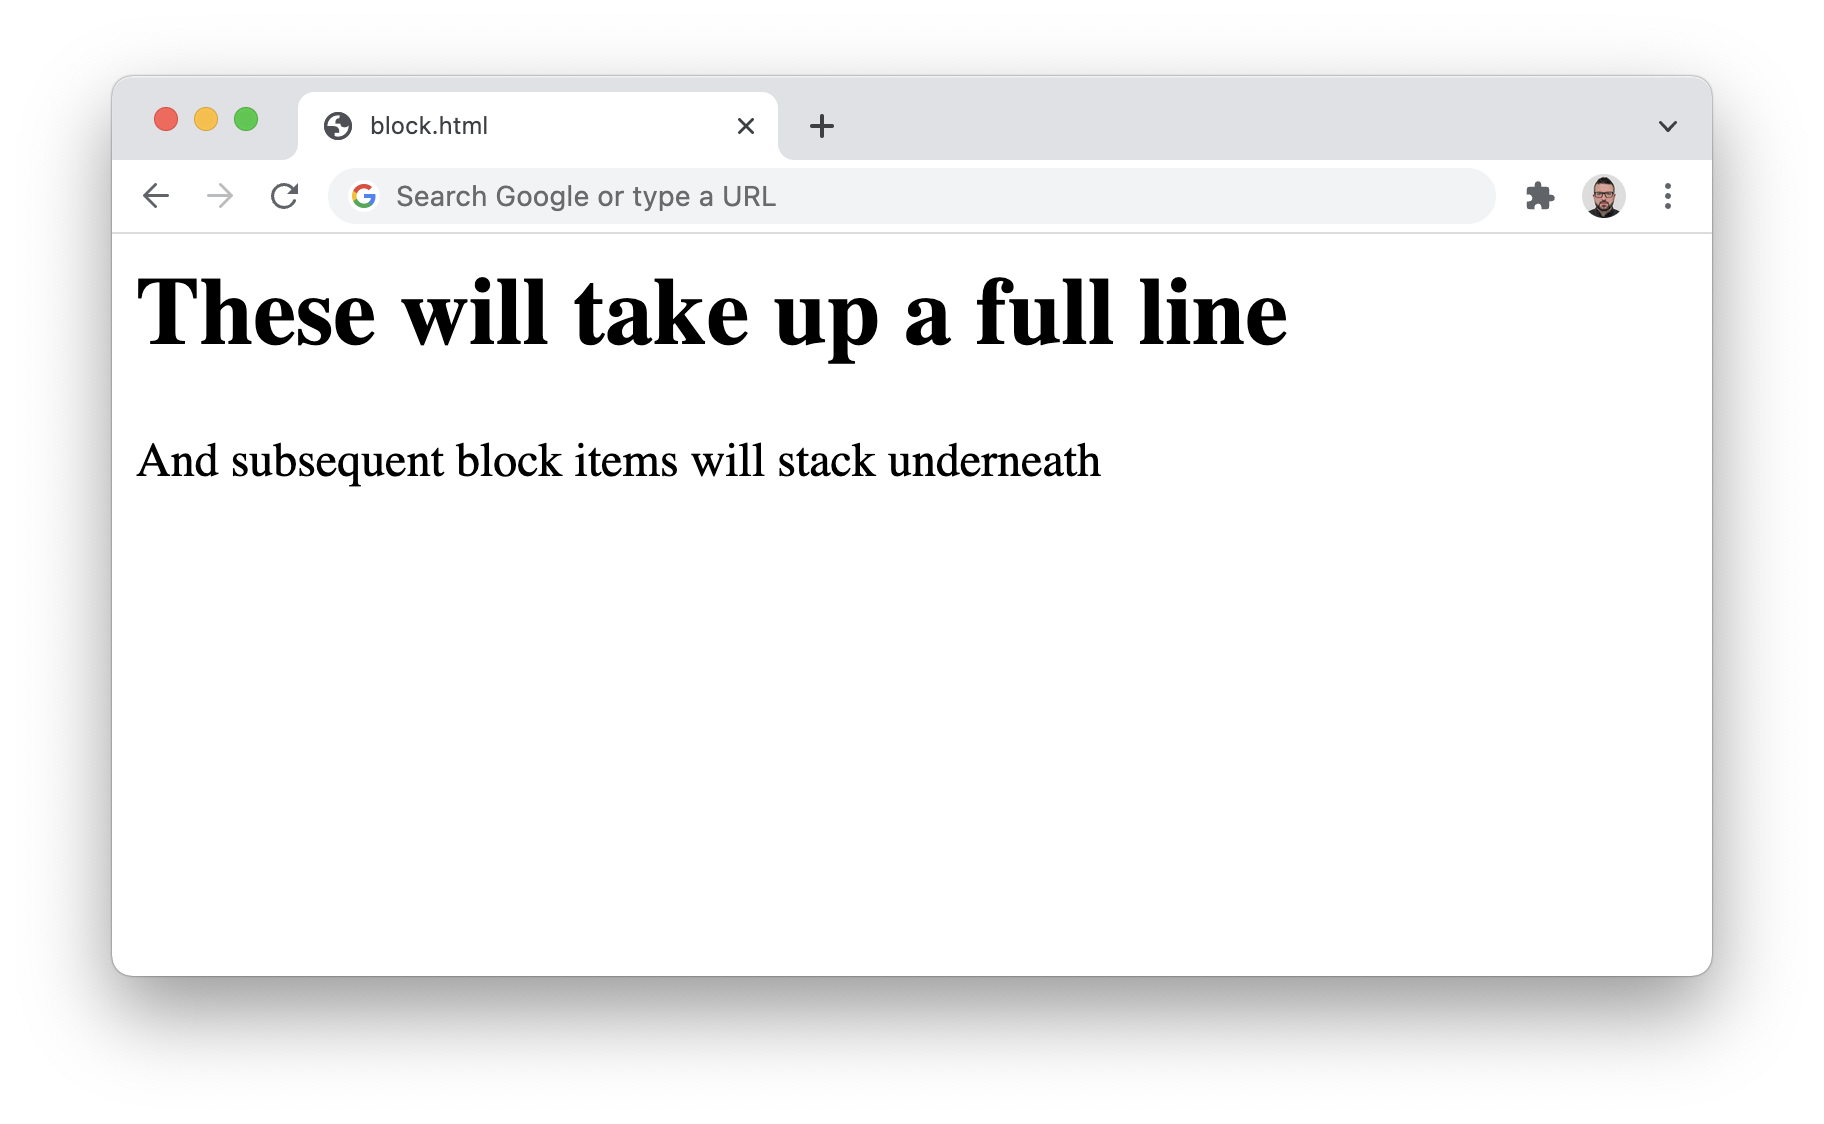 block.html
Search Google or type a URL
These will take up a full line
And subsequent block items will stack underneath